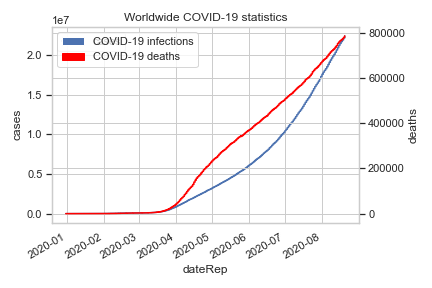 Worldwide COVID-19 statistics
1e7
COVID-19 infections
COVID-19 deaths
2.0
1.5
1.0
0.5
0.0
cases
800000
600000
400000
200000
0
deaths
2020-01
2020-02
2020-03
2020-04
2020-05
2020-06
2020-07
2020-08
dateRep